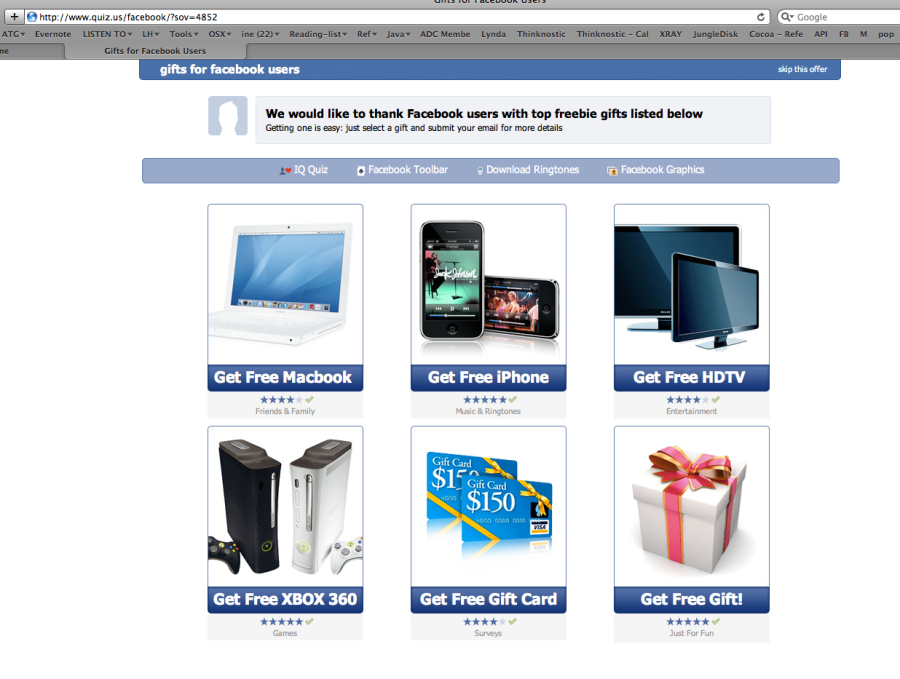 Gifts for Facebook Users
http://www.quiz.us/facebook/?sov=4852
Google
ATG Evernote LISTEN TO LH Tools OSX ine (22) Reading-list Ref Java ADC Membe Lynda Thinknostic Thinknostic - Cal XRAY JungleDisk Cocoa - Refe API FB M pop
me Gifts for Facebook Users
gifts for facebook users
skip this offer
We would like to thank Facebook users with top freebie gifts listed below
Getting one is easy: just select a gift and submit your email for more details
IQ Quiz Facebook Toolbar Download Ringtones Facebook Graphics
Jack Johnson
Get Free Macbook
Friends & Family
Get Free iPhone
Music & Ringtones
Get Free HDTV
Entertainment
Get Free XBOX 360
Games
Gift Card
$150
Gift Card
$150
VISA
Get Free Gift Card
Surveys
Get Free Gift!
Just For Fun